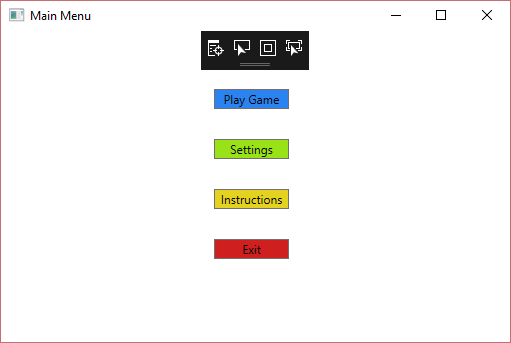 Main Menu
Play Game
Settings
Instructions
Exit